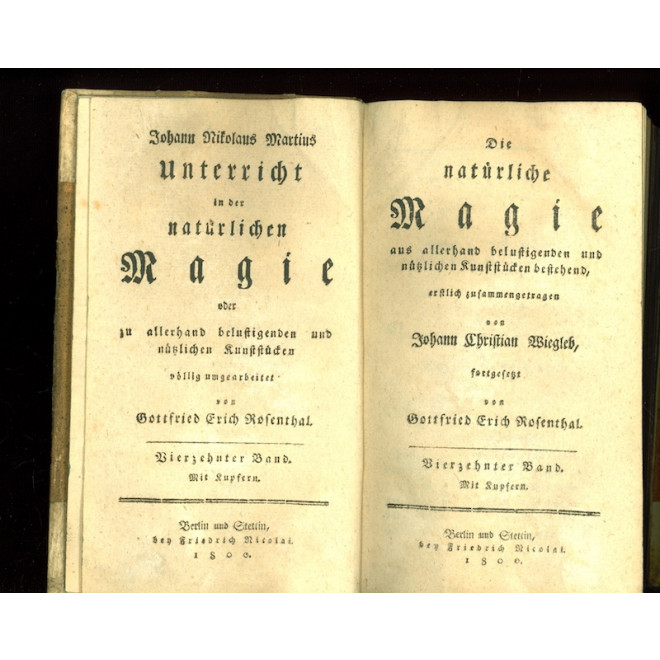 Johann Nikolaus Martius
Unterricht
in der
natürlichen
Magie
oder
zu allerhand belustigenden und
nützlichen Kunststücken
völlig umgearbeitet
von
Gottfried Erich Rosenthal.
Vierzehnter Band.
Mit Kupfern.
Berlin und Stettin,
bey Friedrich Nicolai.
1800.
Die
natürliche
Magie
aus allerhand belustigenden und
nützlichen Kunststücken bestehend,
erstlich zusammengetragen
von
Johann Christian Wiegleb,
fortgesetzt
von
Gottfried Erich Rosenthal.
Vierzehnter Band.
Mit Kupfern.
Berlin und Stettin,
bey Friedrich Nicolai.
1800.